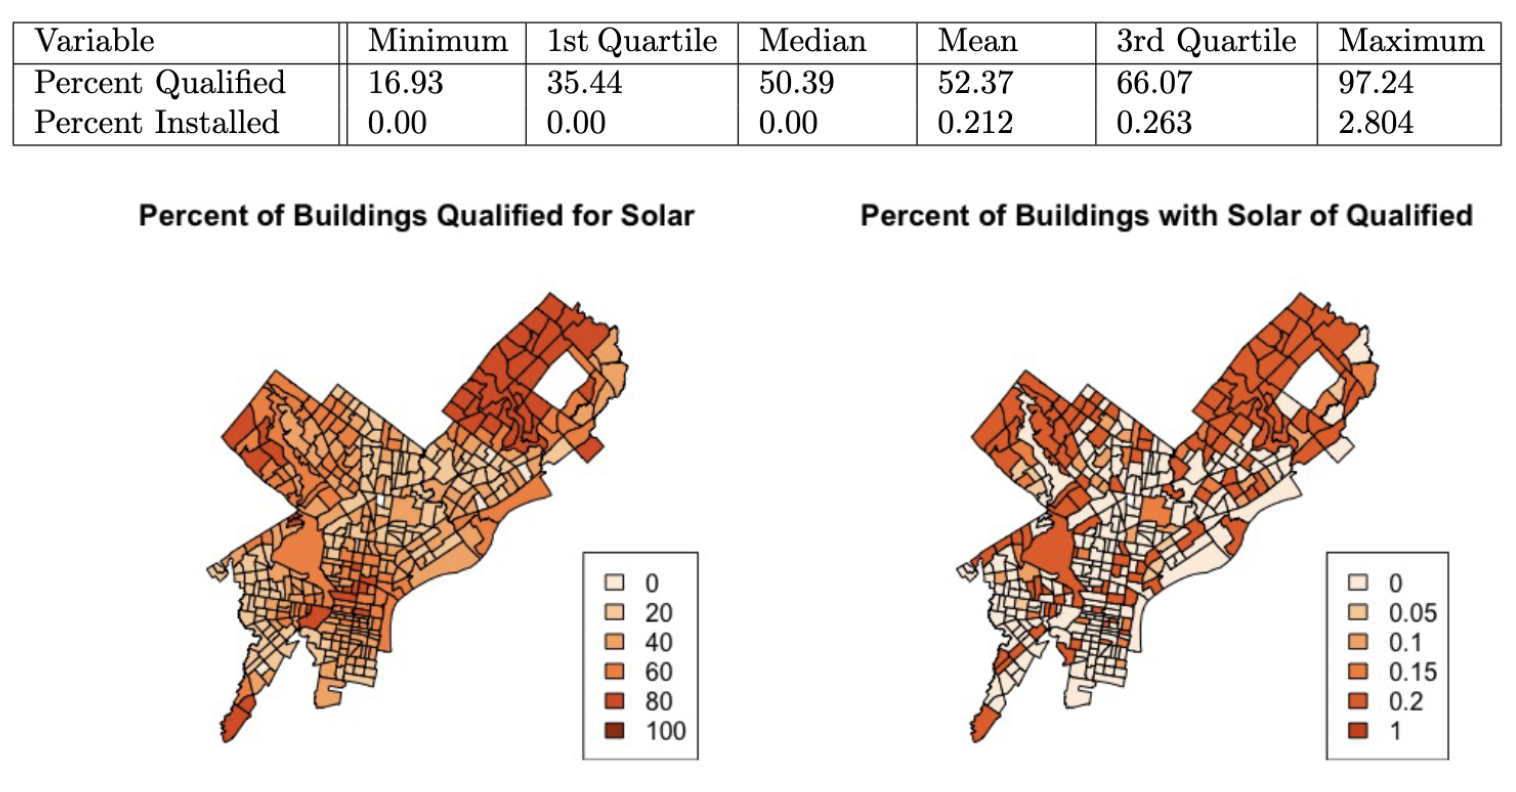 Variable Minimum 1st Quartile Median Mean 3rd Quartile Maximum
Percent Qualified 16.93 35.44 50.39 52.37 66.07 97.24
Percent Installed 0.00 0.00 0.00 0.212 0.263 2.804
Percent of Buildings Qualified for Solar
Percent of Buildings with Solar of Qualified
0
20
40
60
80
100
0
0.05
0.1
0.15
0.2
1